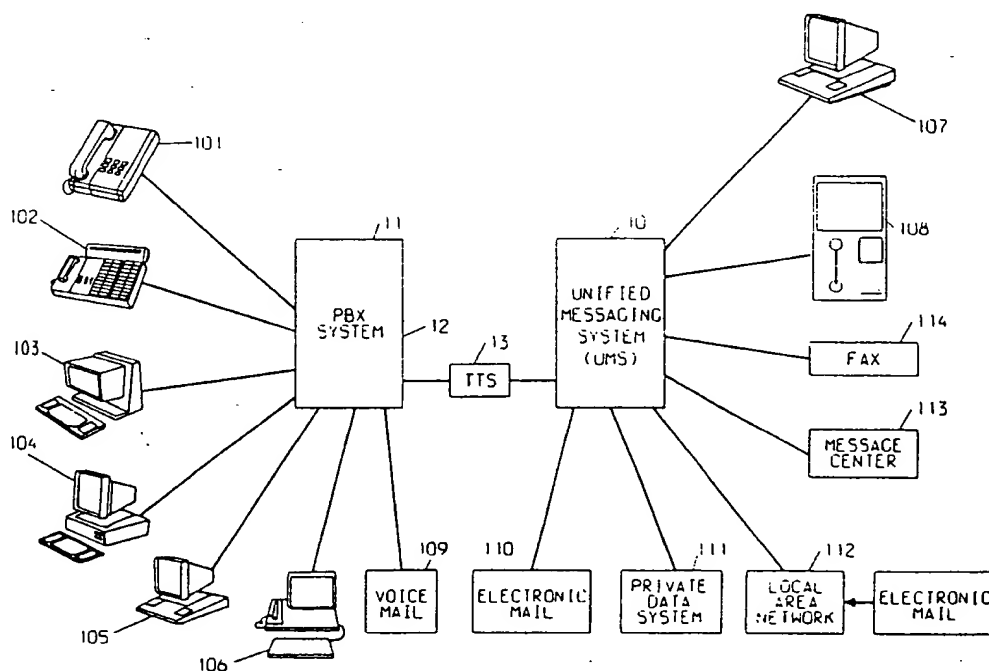 107
101
11
10
102
108
PBX
SYSTEM
UNIFIED
MESSAGING
SYSTEM
(UMS)
12
13
114
103
TTS
FAX
113
MESSAGE
CENTER
104
109
110
111
112
VOICE
MAIL
ELECTRONIC
MAIL
PRIVATE
DATA
SYSTEM
LOCAL
AREA
NETWORK
ELECTRONIC
MAIL
105
106